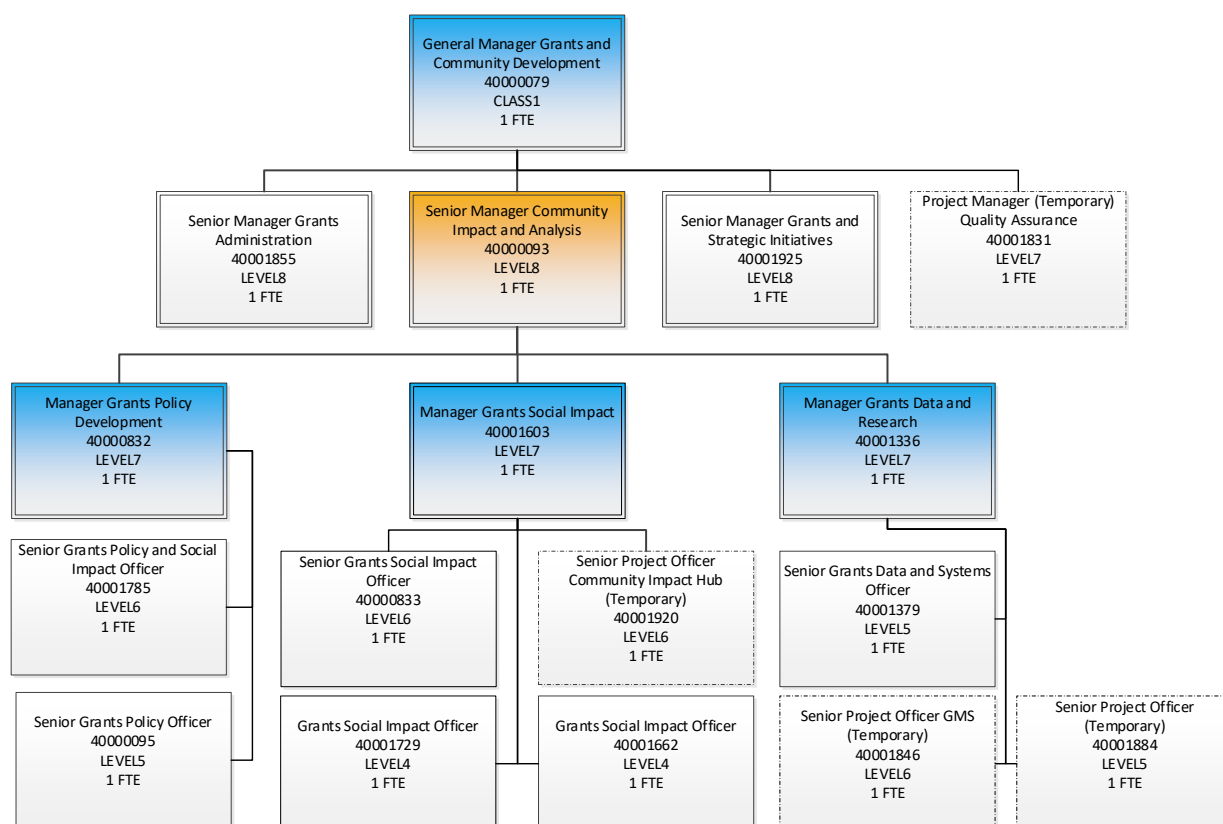 General Manager Grants and
Community Development
40000079
CLASS1
1 FTE
Senior Manager Grants
Administration
40001855
LEVEL8
1 FTE
Senior Manager Community
Impact and Analysis
40000093
LEVEL8
1 FTE
Senior Manager Grants and
Strategic Initiatives
40001925
LEVEL8
1 FTE
Project Manager (Temporary)
Quality Assurance
40001831
LEVEL7
1 FTE
Manager Grants Policy
Development
40000832
LEVEL7
1 FTE
Manager Grants Social Impact
40001603
LEVEL7
1 FTE
Manager Grants Data and
Research
40001336
LEVEL7
1 FTE
Senior Grants Policy and Social
Impact Officer
40001785
LEVEL6
1 FTE
Senior Grants Social Impact
Officer
40000833
LEVEL6
1 FTE
Senior Project Officer
Community Impact Hub
(Temporary)
40001920
LEVEL6
1 FTE
Senior Grants Data and Systems
Officer
40001379
LEVEL5
1 FTE
Senior Grants Policy Officer
40000095
LEVEL5
1 FTE
Grants Social Impact Officer
40001729
LEVEL4
1 FTE
Grants Social Impact Officer
40001662
LEVEL4
1 FTE
Senior Project Officer GMS
(Temporary)
40001846
LEVEL6
1 FTE
Senior Project Officer
(Temporary)
40001884
LEVEL5
1 FTE